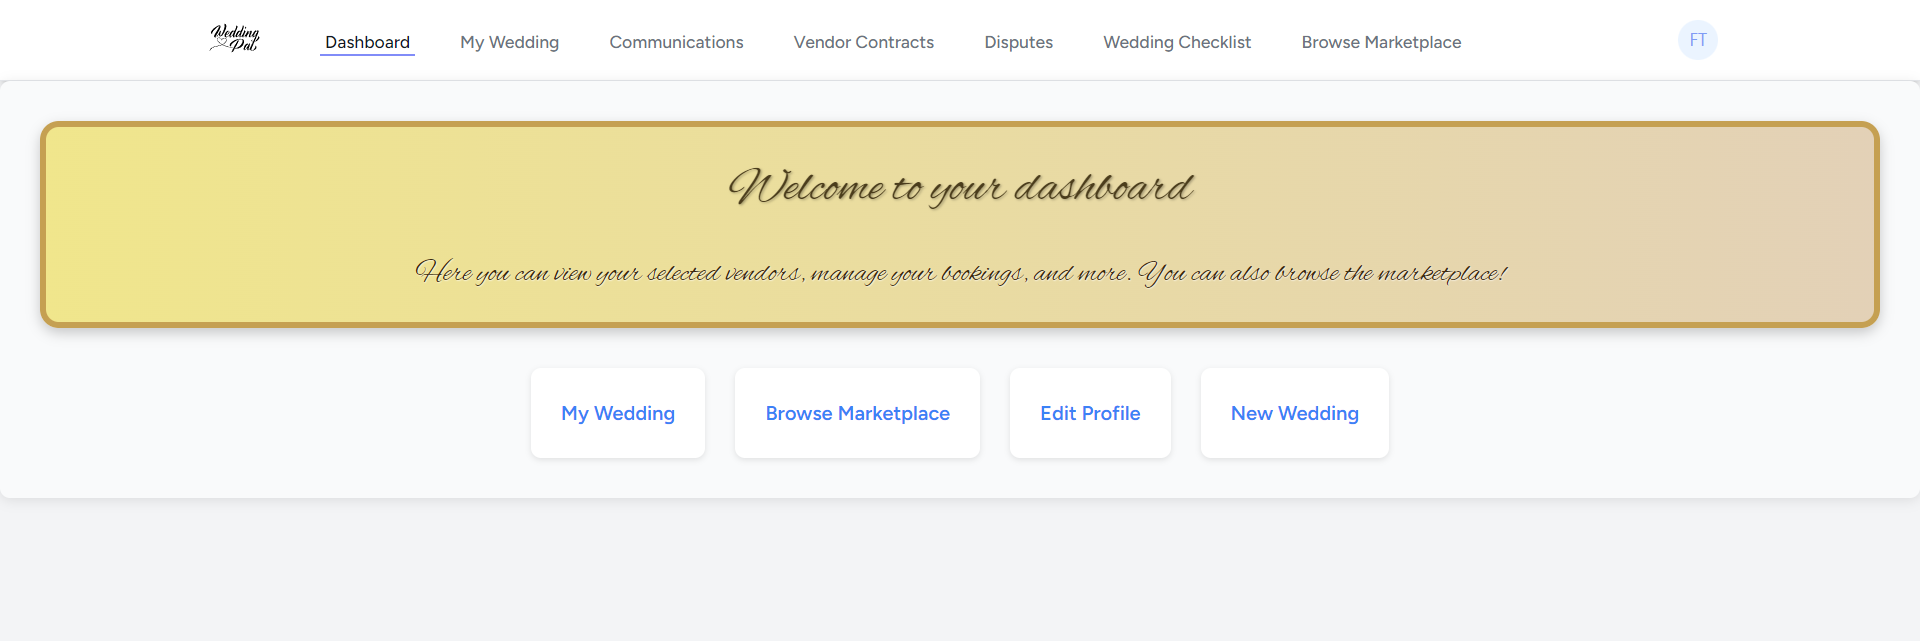 Wedding
Pal
Dashboard
My Wedding
Communications
Vendor Contracts
Disputes
Wedding Checklist
Browse Marketplace
FT
Welcome to your dashboard
Here you can view your selected vendors, manage your bookings, and more. You can also browse the marketplace!
My Wedding
Browse Marketplace
Edit Profile
New Wedding